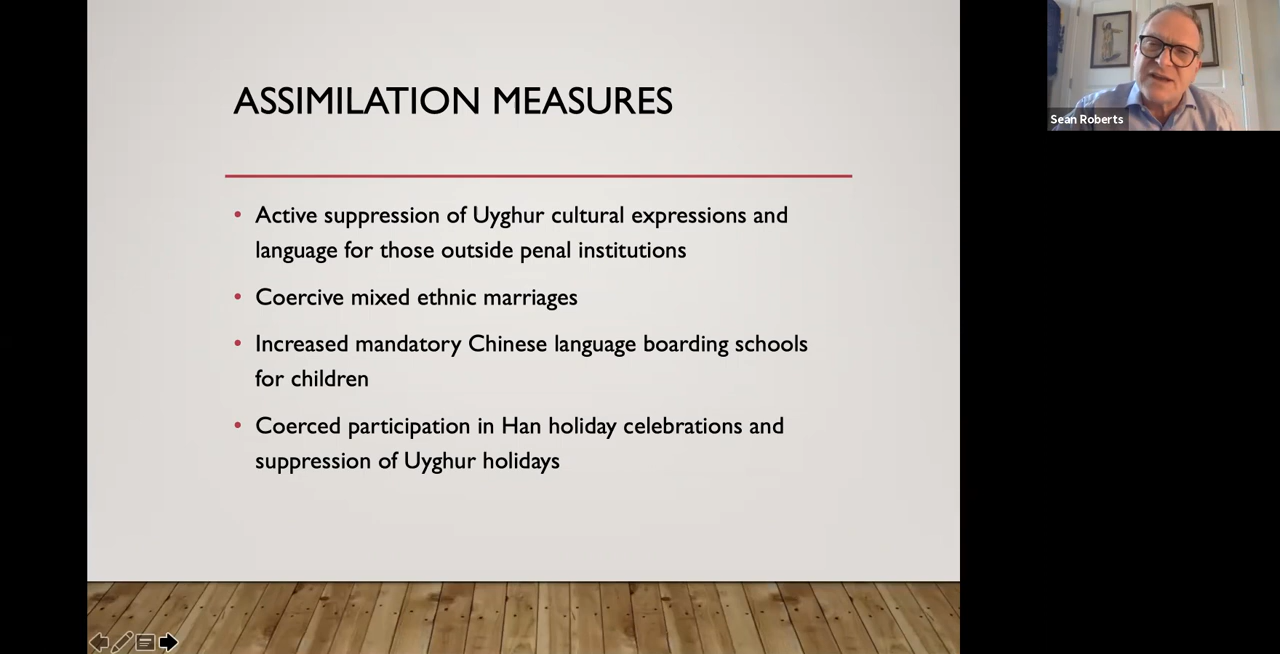 ASSIMILATION MEASURES
• Active suppression of Uyghur cultural expressions and
language for those outside penal institutions
• Coercive mixed ethnic marriages
• Increased mandatory Chinese language boarding schools
for children
• Coerced participation in Han holiday celebrations and
suppression of Uyghur holidays
Sean Roberts